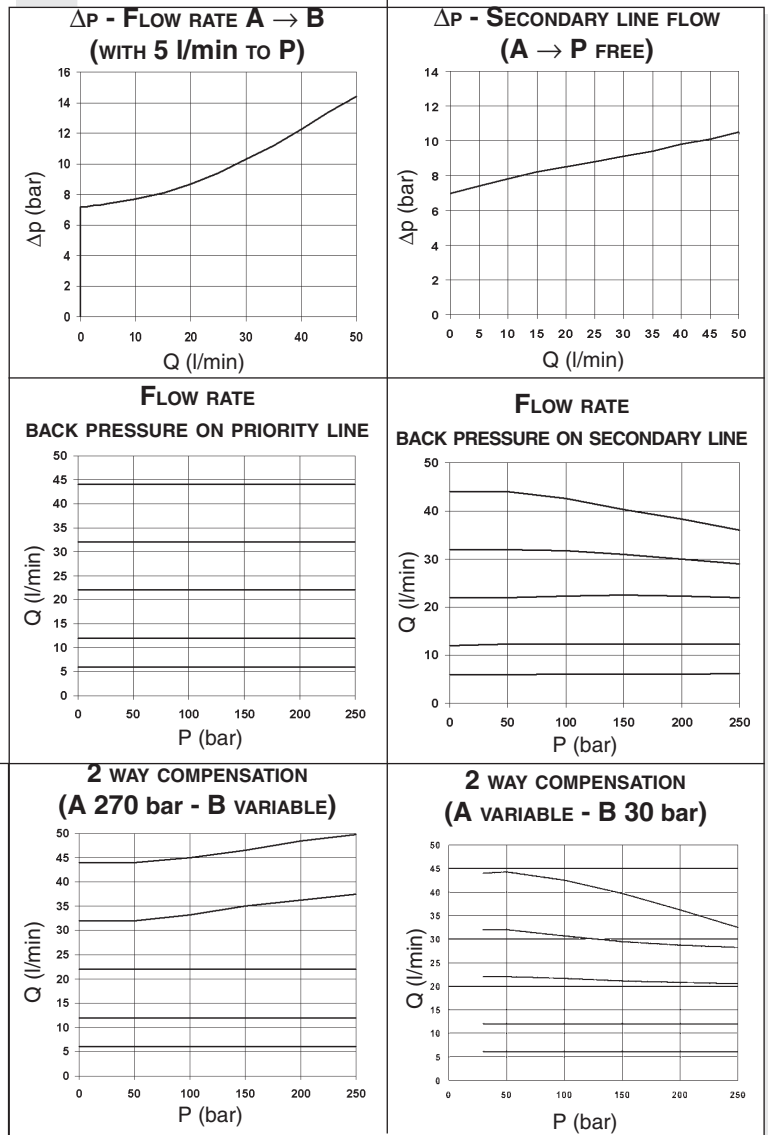 Δp - Flow rate A → B
(with 5 l/min to P)
16
14
12
10
8
6
4
2
0
Δp (bar)
0 10 20 30 40 50
Q (l/min)
Δp - Secondary line flow
(A → P free)
14
12
10
8
6
4
2
0
Δp (bar)
0 5 10 15 20 25 30 35 40 45 50
Q (l/min)
Flow rate
back pressure on priority line
50
45
40
35
30
25
20
15
10
5
0
Q (l/min)
0 50 100 150 200 250
P (bar)
Flow rate
back pressure on secondary line
50
40
30
20
10
0
Q (l/min)
0 50 100 150 200 250
P (bar)
2 way compensation
(A 270 bar - B variable)
50
45
40
35
30
25
20
15
10
5
0
Q (l/min)
0 50 100 150 200 250
P (bar)
2 way compensation
(A variable - B 30 bar)
50
45
40
35
30
25
20
15
10
5
0
Q (l/min)
0 50 100 150 200 250
P (bar)